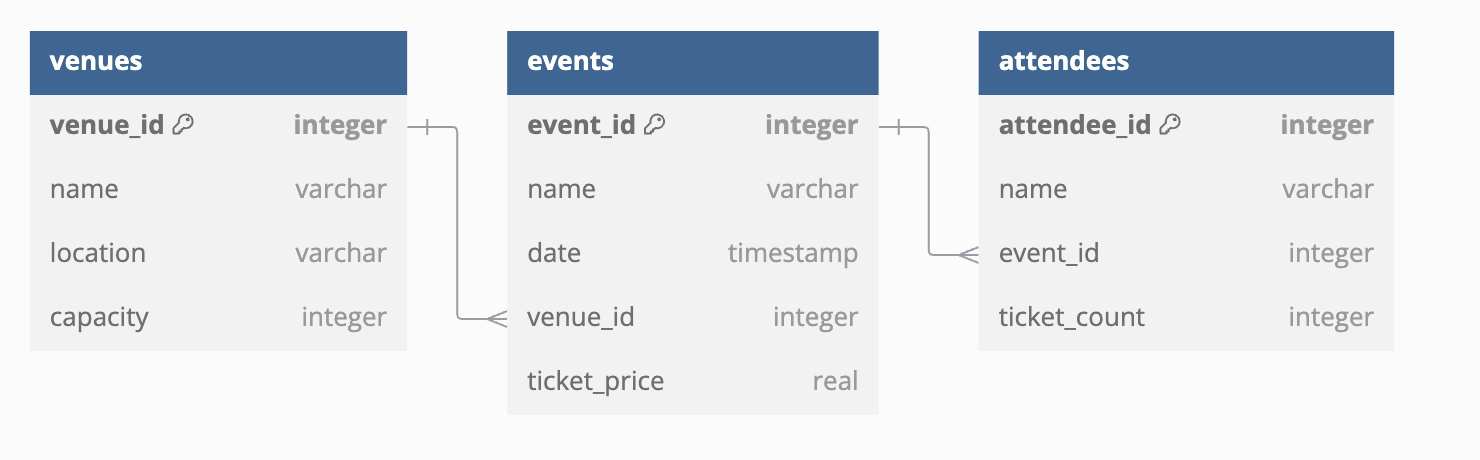 venues
venue_id integer
name varchar
location varchar
capacity integer
events
event_id integer
name varchar
date timestamp
venue_id integer
ticket_price real
attendees
attendee_id integer
name varchar
event_id integer
ticket_count integer